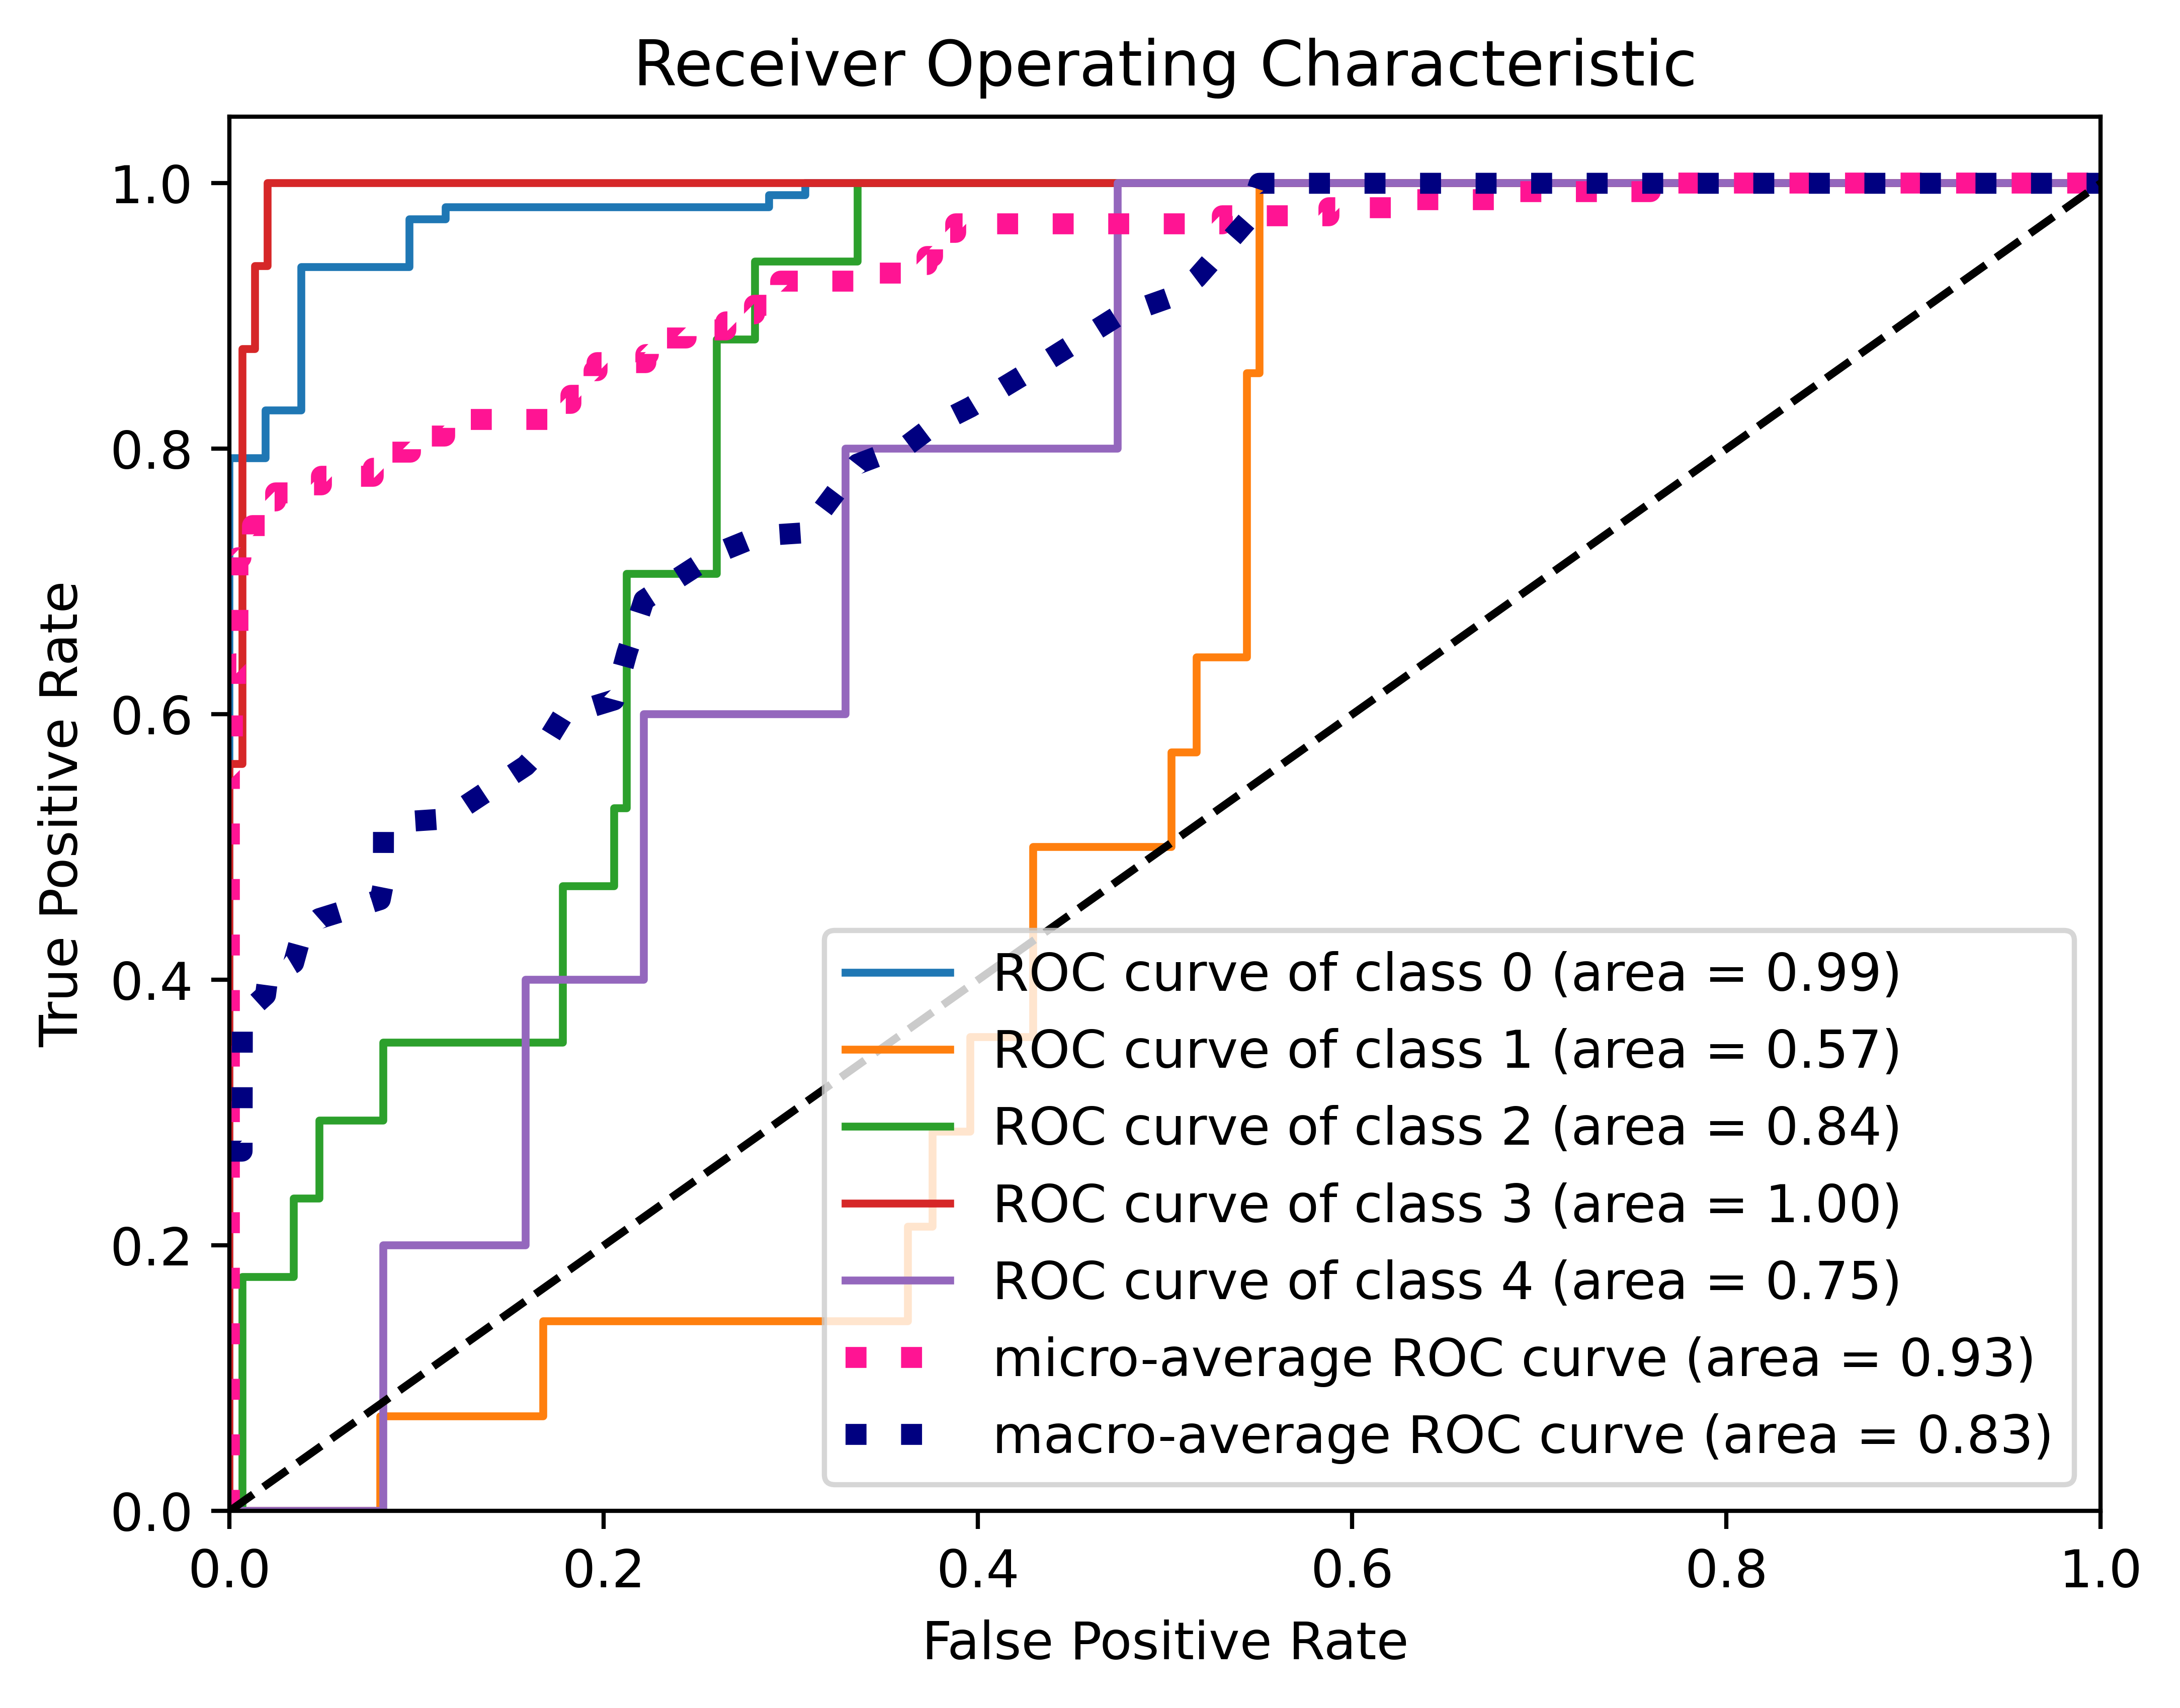 Receiver Operating Characteristic
True Positive Rate
1.0
0.8
0.6
0.4
0.2
0.0
ROC curve of class 0 (area = 0.99)
ROC curve of class 1 (area = 0.57)
ROC curve of class 2 (area = 0.84)
ROC curve of class 3 (area = 1.00)
ROC curve of class 4 (area = 0.75)
micro-average ROC curve (area = 0.93)
macro-average ROC curve (area = 0.83)
0.0 0.2 0.4 0.6 0.8 1.0
False Positive Rate